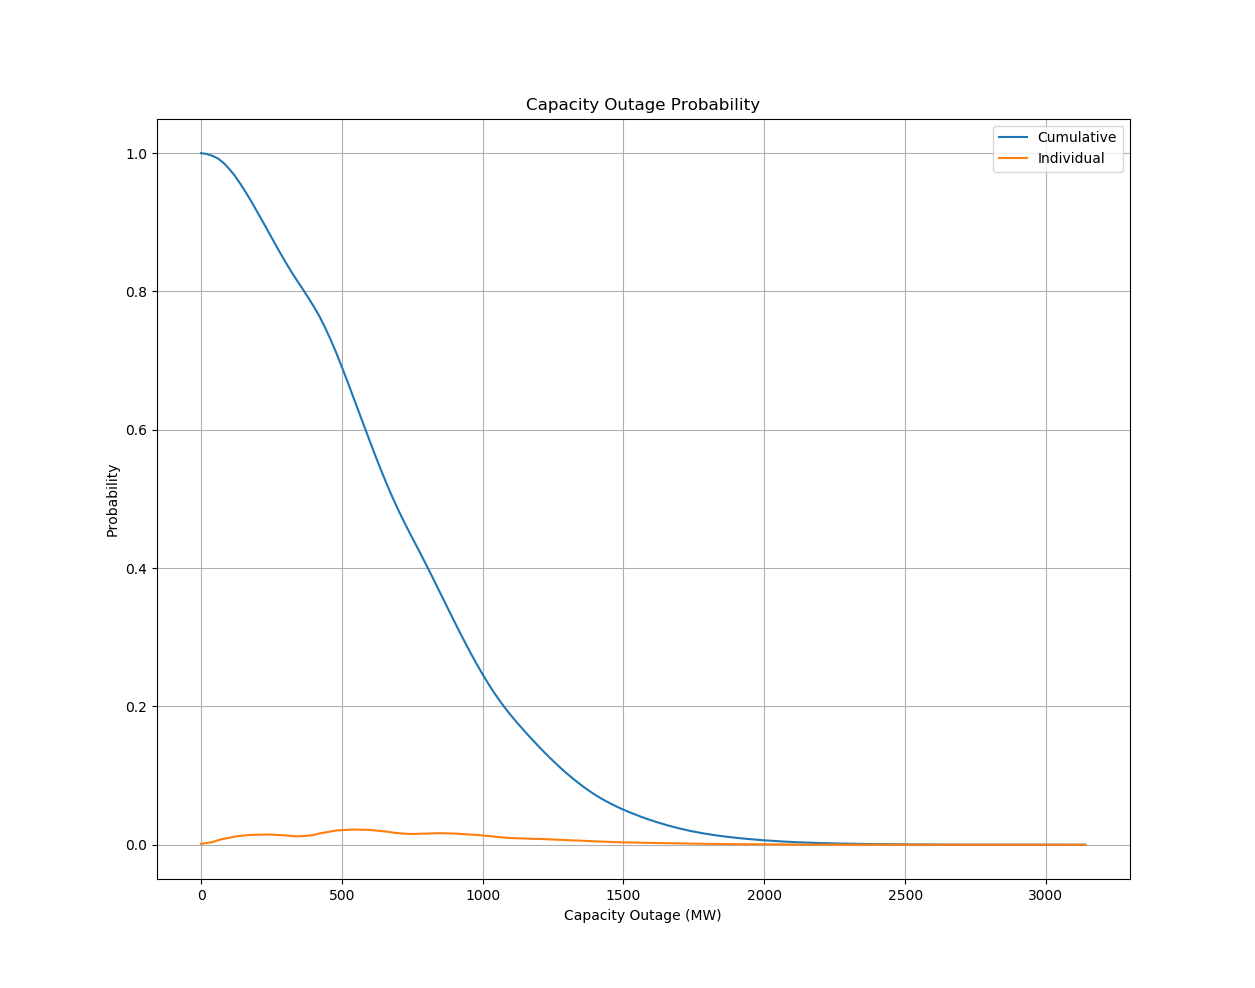 Capacity Outage Probability
Cumulative
Individual
1.0
0.8
0.6
0.4
0.2
0.0
Probability
0 500 1000 1500 2000 2500 3000
Capacity Outage (MW)